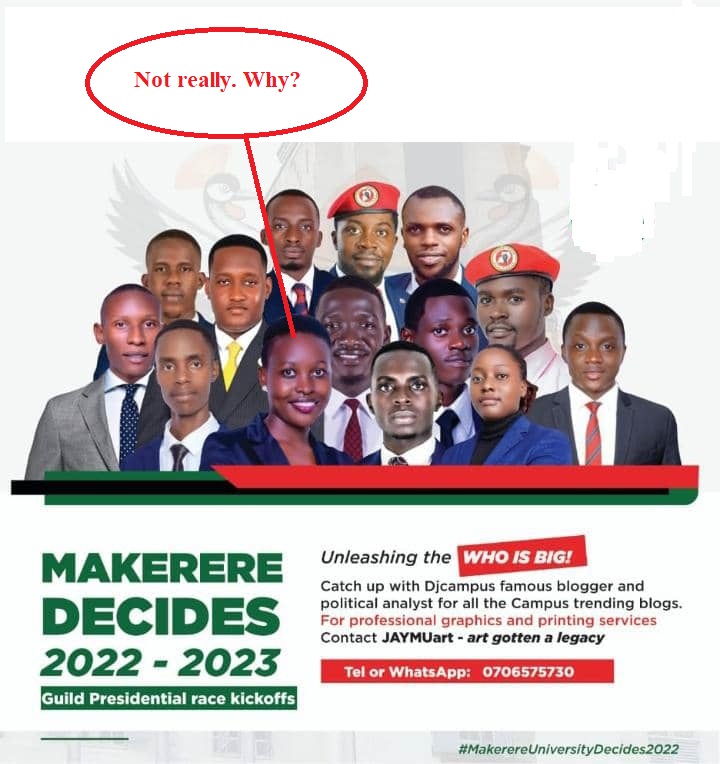 Not really. Why?
MAKERERE
DECIDES
2022 - 2023
Guild Presidential race kickoffs
Unleashing the WHO IS BIG!
Catch up with Djcampus famous blogger and
political analyst for all the Campus trending blogs.
For professional graphics and printing services
Contact JAYMUart - art gotten a legacy
Tel or WhatsApp: 0706575730
#MakerereUniversityDecides2022